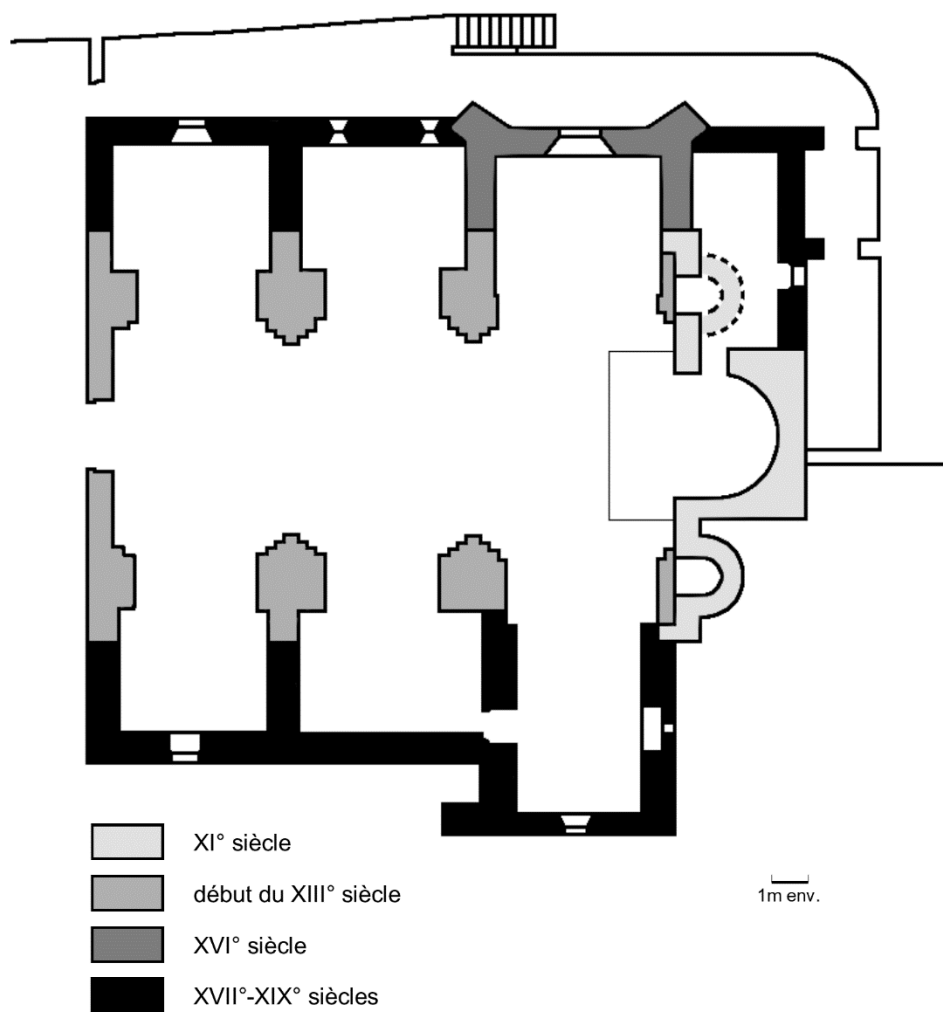 XI° siècle
début du XIII° siècle
XVI° siècle
XVII°-XIX° siècles
1m env.